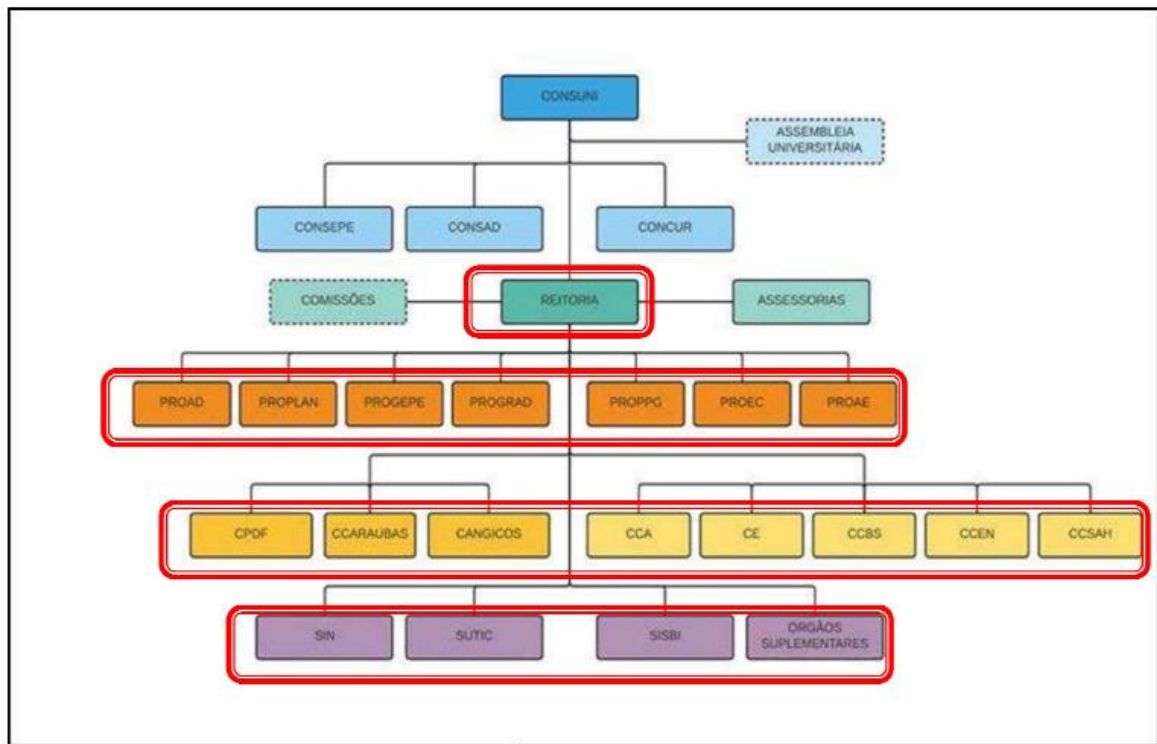 CONSUNI
ASSEMBLEIA
UNIVERSITÁRIA
CONSEPE
CONSAD
CONCUR
COMISSÕES
REITORIA
ASSESSORIAS
PROAD
PROPLAN
PROGEPE
PROGRAD
PROPPG
PROEC
PROAE
CPDF
CCARAUBAS
CANGICOS
CCA
CE
CCBS
CCEN
CCSAH
SIN
SUTIC
SISBI
ÓRGÃOS
SUPLEMENTARES